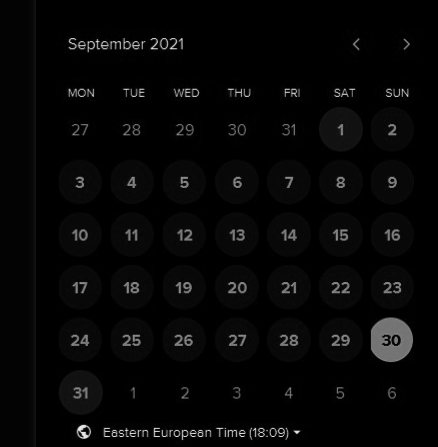 September 2021
MON TUE WED THU FRI SAT SUN
27 28 29 30 31 1 2
3 4 5 6 7 8 9
10 11 12 13 14 15 16
17 18 19 20 21 22 23
24 25 26 27 28 29 30
31 1 2 3 4 5 6
Eastern European Time (18:09)